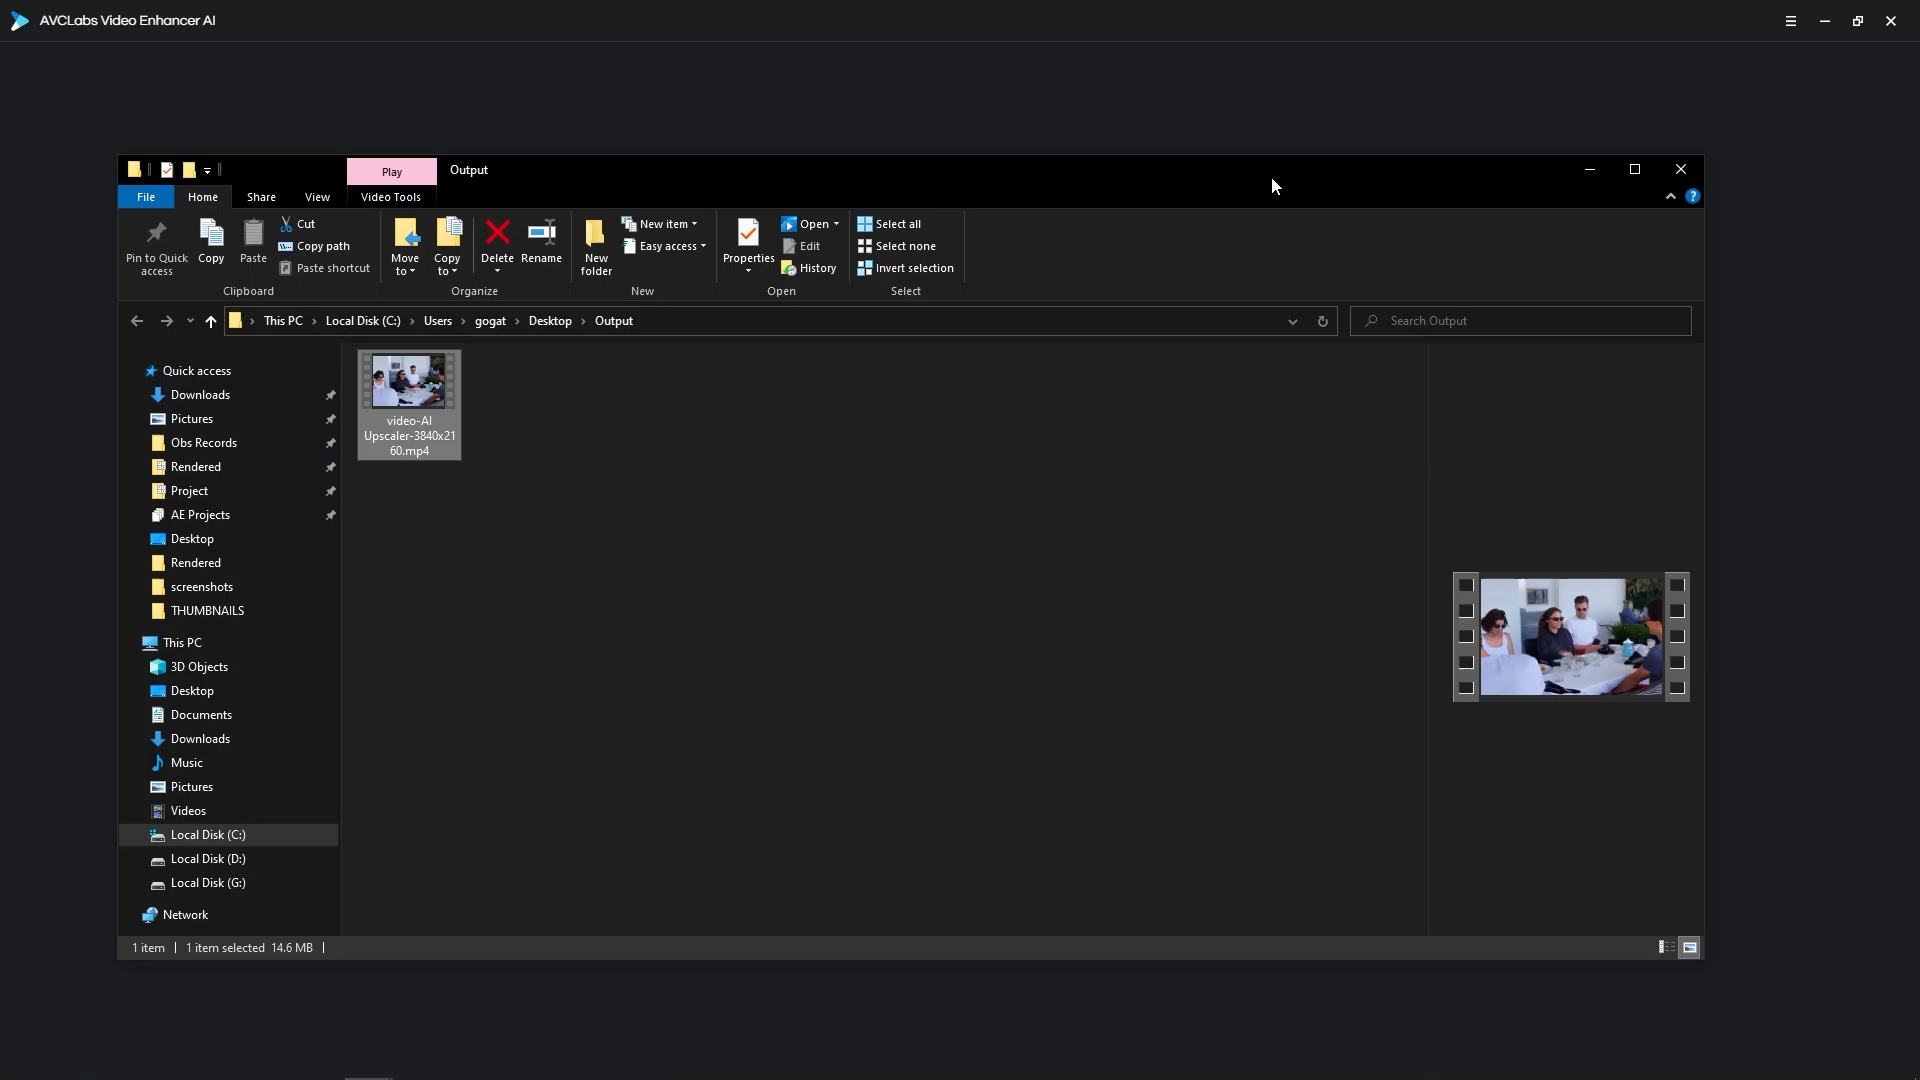 AVCLabs Video Enhancer AI
Play
Output
File
Home
Share
View
Video Tools
Pin to Quick access
Copy
Paste
Cut
Copy path
Paste shortcut
Clipboard
Move to
Copy to
Delete
Rename
Organize
New folder
New item
Easy access
New
Properties
Open
Edit
History
Open
Select all
Select none
Invert selection
Select
This PC
Local Disk (C:)
Users
gogat
Desktop
Output
Search Output
Quick access
Downloads
Pictures
Obs Records
Rendered
Project
AE Projects
Desktop
Rendered
screenshots
THUMBNAILS
This PC
3D Objects
Desktop
Documents
Downloads
Music
Pictures
Videos
Local Disk (C:)
Local Disk (D:)
Local Disk (G:)
Network
video-AI
Upscaler-3840x21
60.mp4
1 item
1 item selected 14.6 MB